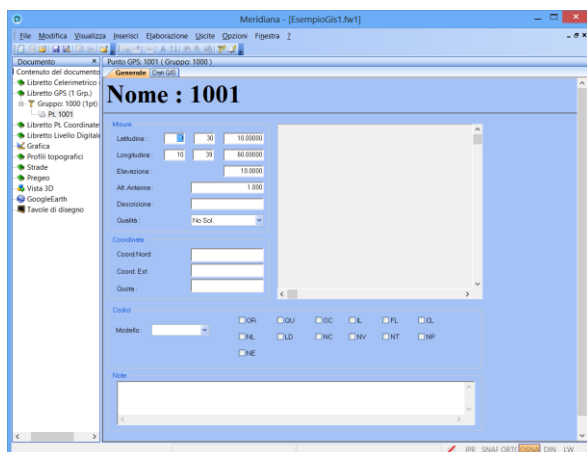 Meridiana - [EsempioGis1.fw1]
File Modifica Visualizza Inserisci Elaborazione Uscite Opzioni Finestra ?
Documento
Contenuto del documento
Libretto Celerimetrico
Libretto GPS (1 Grp.)
Gruppo: 1000 (1pt)
Pt. 1001
Libretto Pt. Coordinate
Libretto Livello Digitale
Grafica
Profili topografici
Strade
Pregeo
Vista 3D
GoogleEarth
Tavole di disegno
Punto GPS: 1001 ( Gruppo: 1000 )
Generale Dati GIS
Nome : 1001
Misure
Latitudine : 30 10.00000
Longitudine : 10 39 60.00000
Elevazione : 10.0000
Alt. Antenna : 1.000
Descrizione :
Qualità : No Sol.
Coordinate
Coord.Nord:
Coord. Est:
Quota :
Codici
Modello :
OR GU OC IL FL CL
NL LD NC NV NT NP
NE
Note
IPR SNAF ORTO OSNA DIN LW